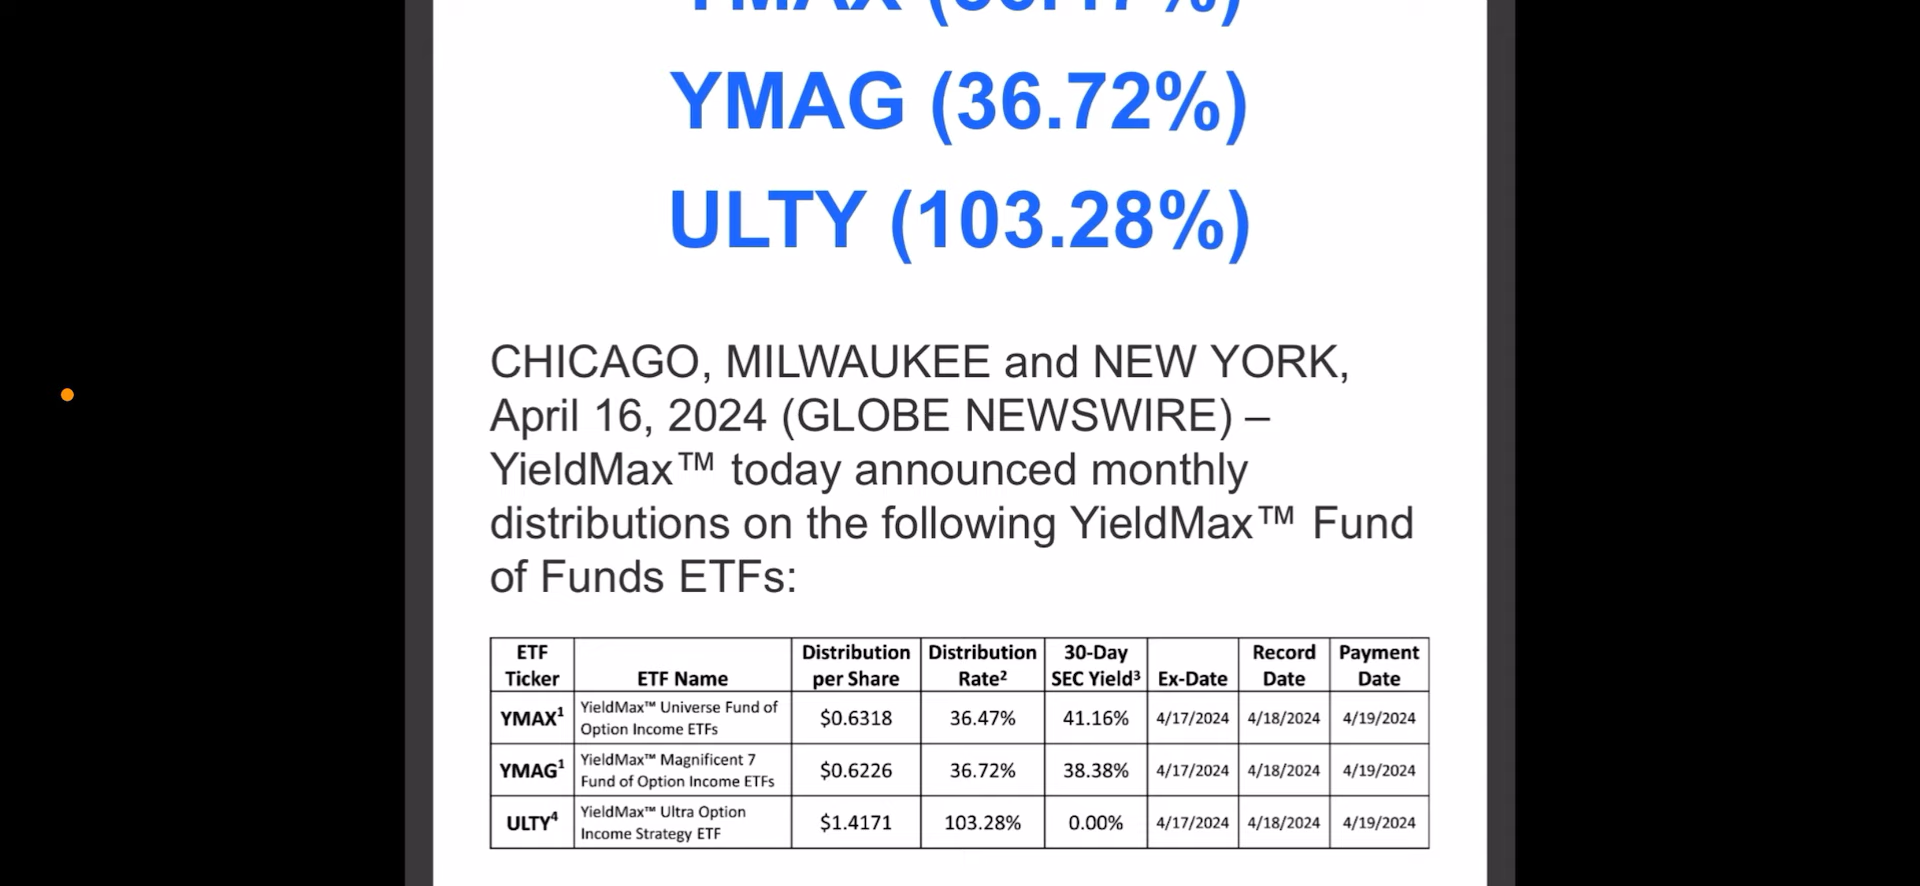 YMAX (36.47%)
YMAG (36.72%)
ULTY (103.28%)
CHICAGO, MILWAUKEE and NEW YORK,
April 16, 2024 (GLOBE NEWSWIRE) –
YieldMax™ today announced monthly
distributions on the following YieldMax™ Fund
of Funds ETFs:
ETF Ticker ETF Name Distribution per Share Distribution Rate² 30-Day SEC Yield³ Ex-Date Record Date Payment Date
YMAX¹ YieldMax™ Universe Fund of Option Income ETFs $0.6318 36.47% 41.16% 4/17/2024 4/18/2024 4/19/2024
YMAG¹ YieldMax™ Magnificent 7 Fund of Option Income ETFs $0.6226 36.72% 38.38% 4/17/2024 4/18/2024 4/19/2024
ULTY⁴ YieldMax™ Ultra Option Income Strategy ETF $1.4171 103.28% 0.00% 4/17/2024 4/18/2024 4/19/2024